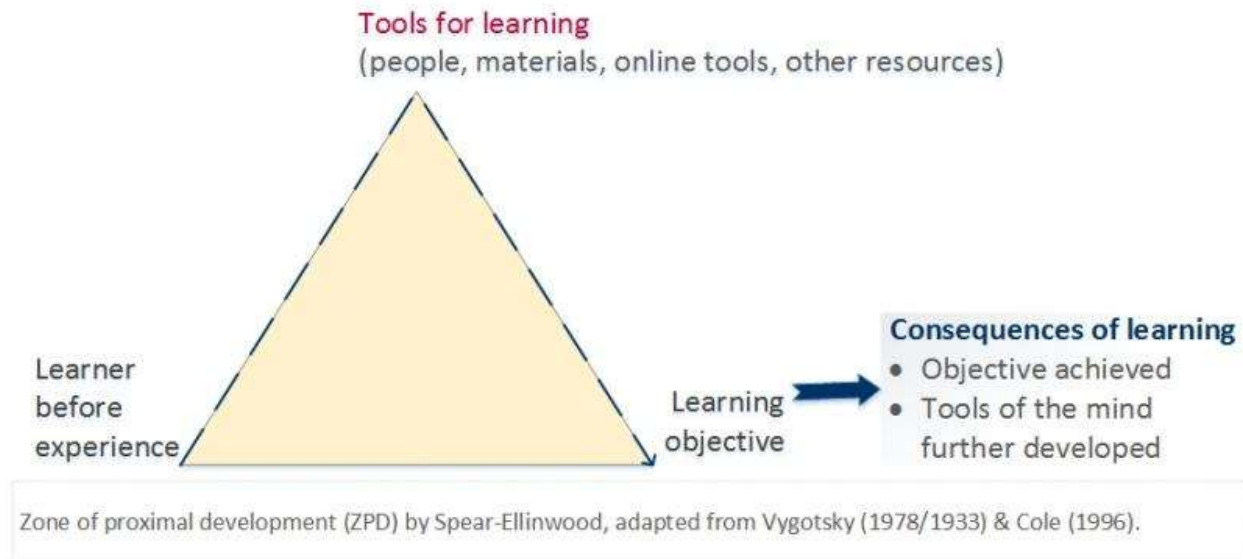 Tools for learning
(people, materials, online tools, other resources)
Learner
before
experience
Learning
objective
Consequences of learning
• Objective achieved
• Tools of the mind
further developed
Zone of proximal development (ZPD) by Spear-Ellinwood, adapted from Vygotsky (1978/1933) & Cole (1996).